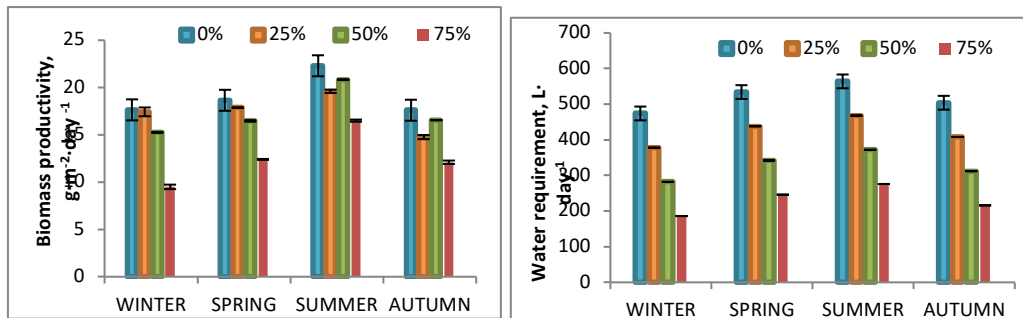 0% 25% 50% 75%
25
20
15
10
5
0
Biomass productivity,
g·m⁻²·day⁻¹
WINTER SPRING SUMMER AUTUMN
0% 25% 50% 75%
700
600
500
400
300
200
100
0
Water requirement, L·
day⁻¹
WINTER SPRING SUMMER AUTUMN